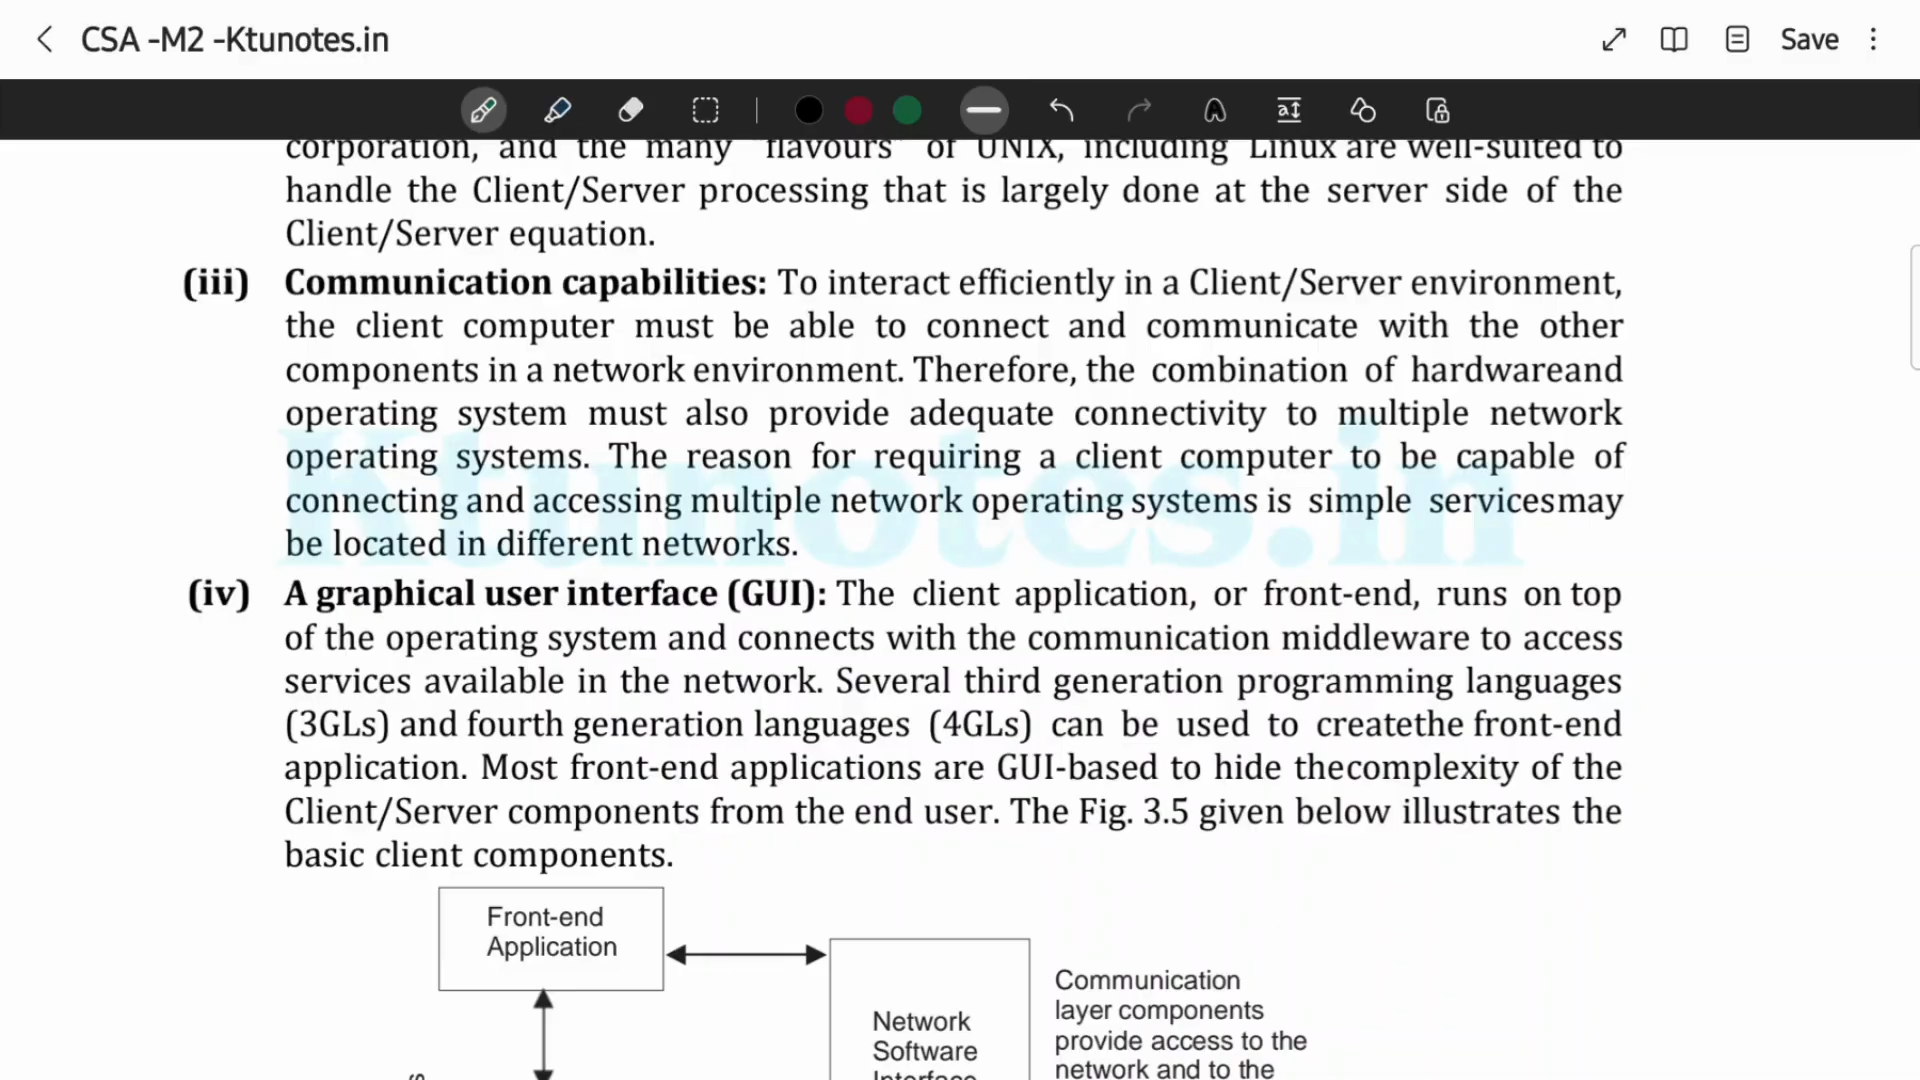 CSA -M2 -Ktunotes.in
Save
corporation, and the many "flavours" of UNIX, including Linux are well-suited to
handle the Client/Server processing that is largely done at the server side of the
Client/Server equation.
(iii) Communication capabilities: To interact efficiently in a Client/Server environment,
the client computer must be able to connect and communicate with the other
components in a network environment. Therefore, the combination of hardwareand
operating system must also provide adequate connectivity to multiple network
operating systems. The reason for requiring a client computer to be capable of
connecting and accessing multiple network operating systems is simple servicesmay
be located in different networks.
Ktunotes.in
(iv) A graphical user interface (GUI): The client application, or front-end, runs on top
of the operating system and connects with the communication middleware to access
services available in the network. Several third generation programming languages
(3GLs) and fourth generation languages (4GLs) can be used to createthe front-end
application. Most front-end applications are GUI-based to hide thecomplexity of the
Client/Server components from the end user. The Fig. 3.5 given below illustrates the
basic client components.
Front-end
Application
Network
Software
Interface
Communication
layer components
provide access to the
network and to the